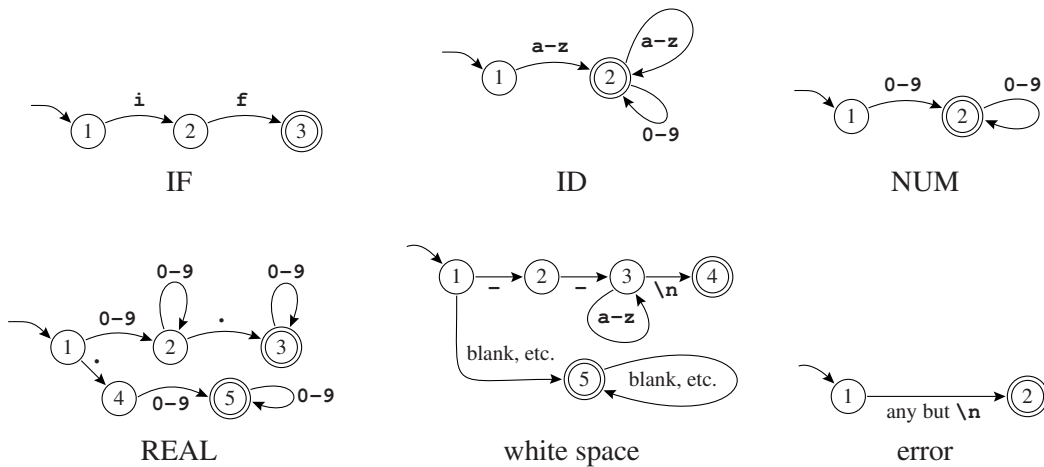 i f
1 2 3
IF
a–z a–z
1 2
0–9
ID
0–9 0–9
1 2
NUM
0–9 0–9
0–9 .
1 2 3
.
4 0–9 5 0–9
REAL
1 – 2 – 3 \n 4
a–z
blank, etc.
5 blank, etc.
white space
1 2
any but \n
error